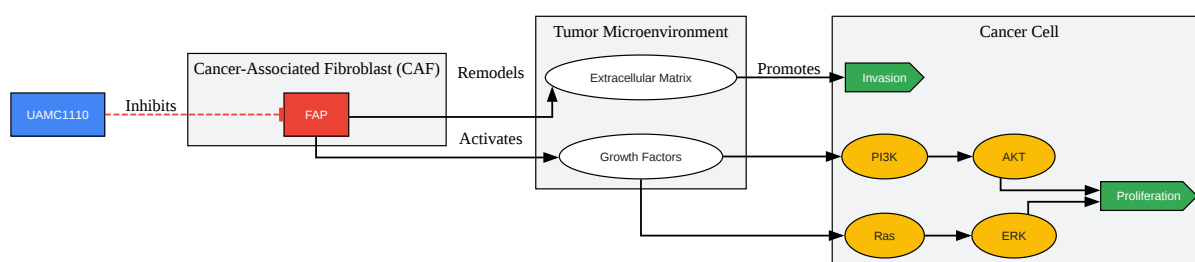 Tumor Microenvironment
Cancer Cell
Cancer-Associated Fibroblast (CAF)
Remodels
Extracellular Matrix
Promotes
Invasion
UAMC1110
Inhibits
FAP
Activates
Growth Factors
PI3K
AKT
Proliferation
Ras
ERK